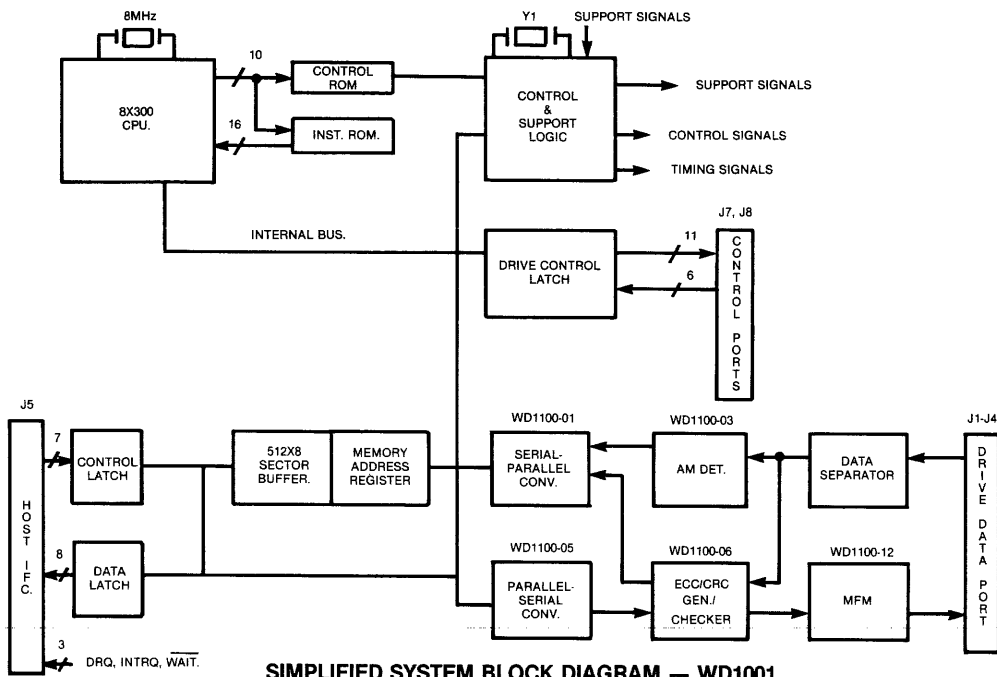 8MHz
8X300
CPU.
10
16
CONTROL
ROM
INST. ROM.
Y1
SUPPORT SIGNALS
CONTROL
&
SUPPORT
LOGIC
SUPPORT SIGNALS
CONTROL SIGNALS
TIMING SIGNALS
INTERNAL BUS.
DRIVE CONTROL
LATCH
11
6
J7, J8
CONTROL PORTS
J5
HOST IFC.
7
CONTROL
LATCH
8
DATA
LATCH
3
DRQ, INTRQ, WAIT.
512X8
SECTOR
BUFFER.
MEMORY
ADDRESS
REGISTER
WD1100-01
SERIAL-
PARALLEL
CONV.
WD1100-03
AM DET.
DATA
SEPARATOR
J1-J4
DRIVE DATA PORT
WD1100-05
PARALLEL-
SERIAL
CONV.
WD1100-06
ECC/CRC
GEN./
CHECKER
WD1100-12
MFM
SIMPLIFIED SYSTEM BLOCK DIAGRAM — WD1001